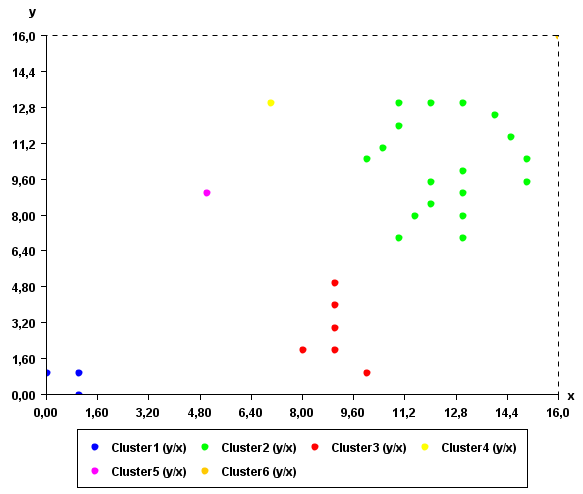 y
16,0
14,4
12,8
11,2
9,60
8,00
6,40
4,80
3,20
1,60
0,00
0,00 1,60 3,20 4,80 6,40 8,00 9,60 11,2 12,8 14,4 16,0 x
Cluster1 (y/x) Cluster2 (y/x) Cluster3 (y/x) Cluster4 (y/x)
Cluster5 (y/x) Cluster6 (y/x)